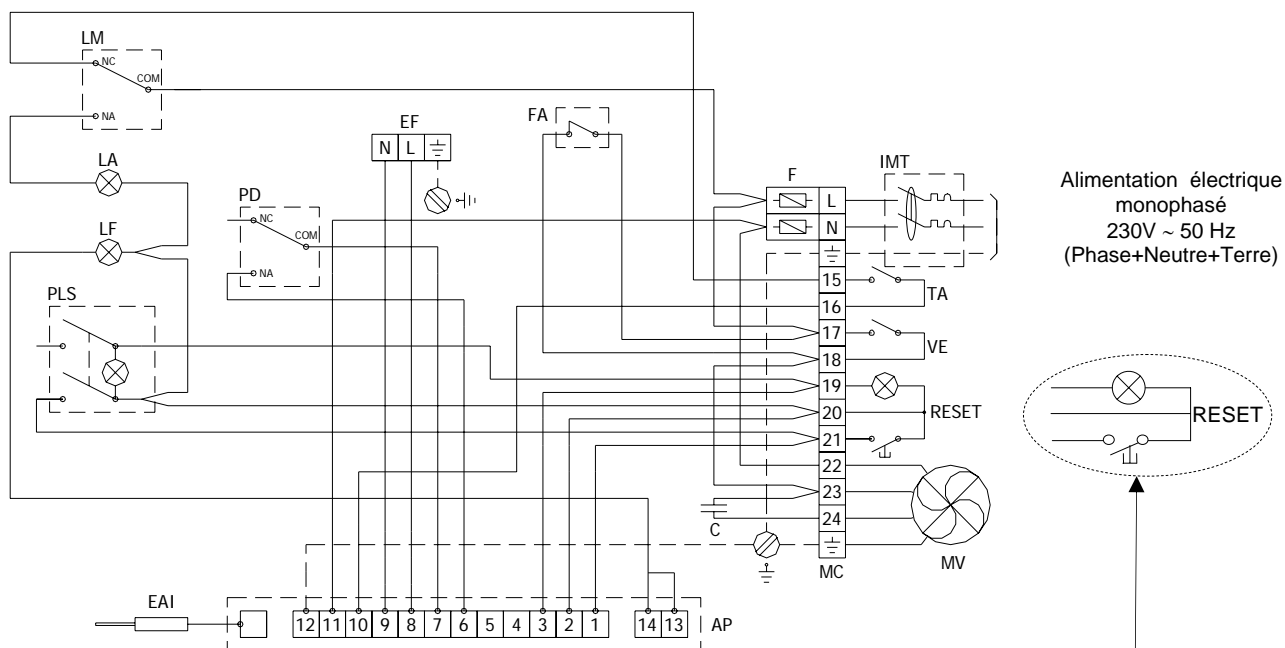 LM
NC
COM
NA
LA
LF
PLS
PD
NC
COM
NA
EF
N L
FA
F
IMT
L
N
15
16
17
18
19
20
21
22
23
24
TA
VE
RESET
C
MC
MV
EAI
12 11 10 9 8 7 6 5 4 3 2 1 14 13
AP
Alimentation électrique
monophasé
230V ~ 50 Hz
(Phase+Neutre+Terre)
RESET